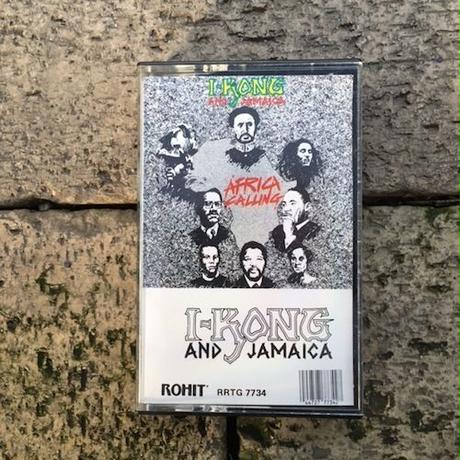 I-KONG
AND JAMAICA
AFRICA
CALLING
I-KONG
AND JAMAICA
ROHIT
RRTG 7734